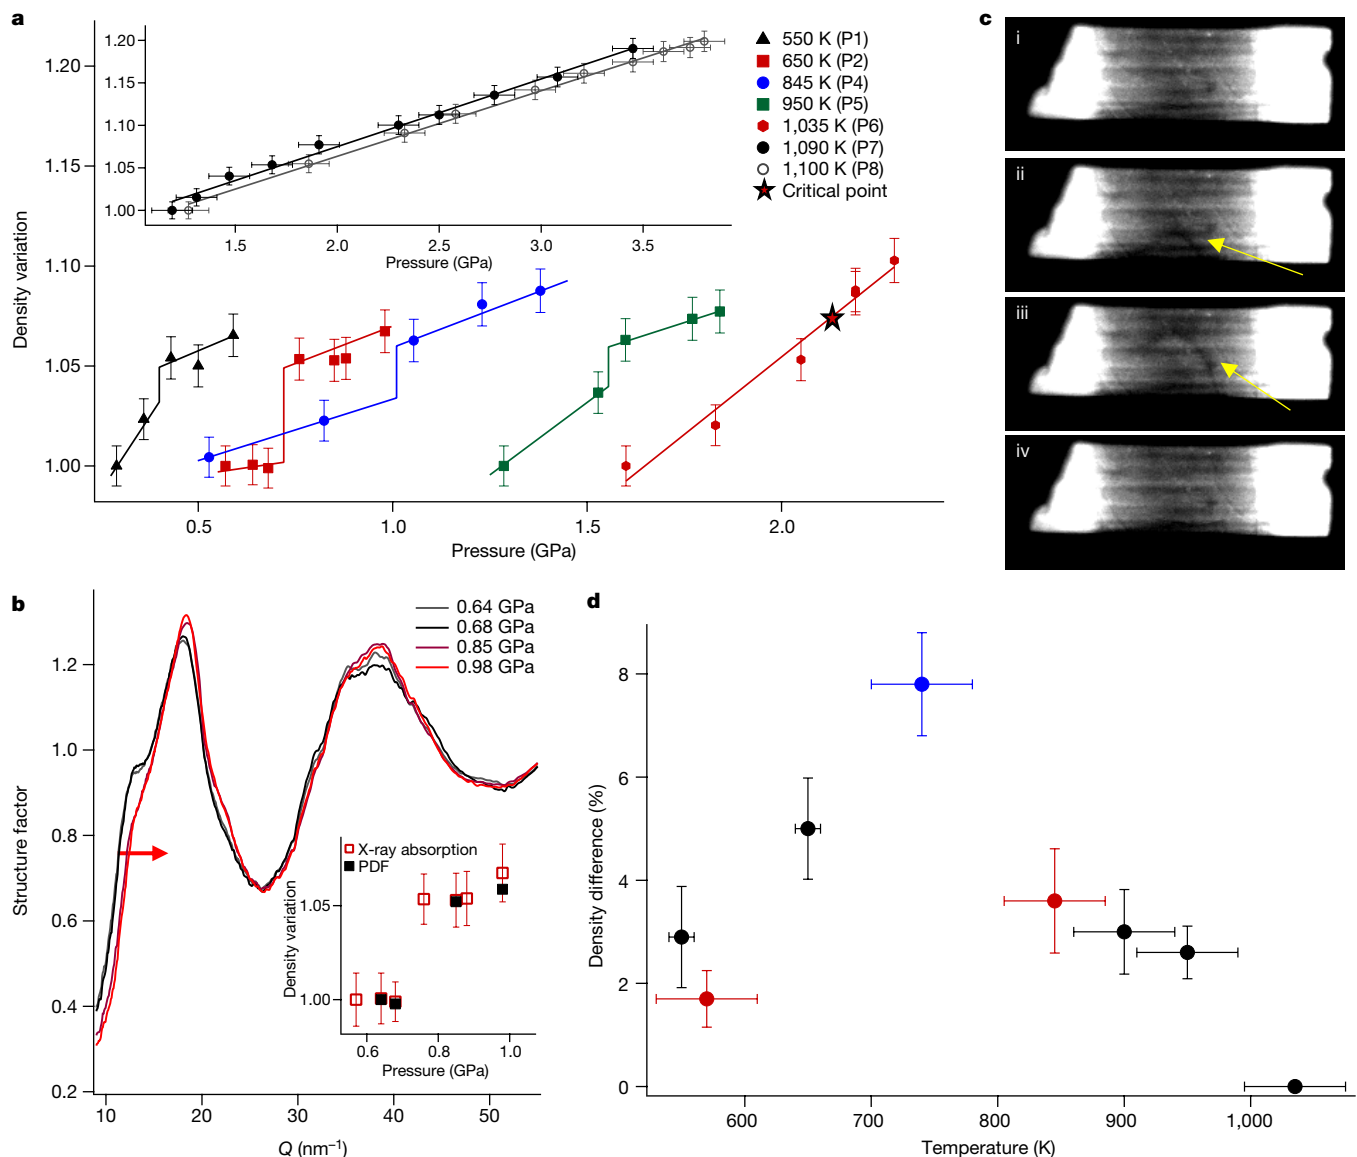 a
1.20
1.15
1.10
1.05
1.00
Density variation
0.5
1.0
1.5
2.0
Pressure (GPa)
1.20
1.15
1.10
1.05
1.00
1.5
2.0
2.5
3.0
3.5
Pressure (GPa)
550 K (P1)
650 K (P2)
845 K (P4)
950 K (P5)
1,035 K (P6)
1,090 K (P7)
1,100 K (P8)
Critical point
c
i
ii
iii
iv
b
1.2
1.0
0.8
0.6
0.4
0.2
Structure factor
10
20
30
40
50
Q (nm⁻¹)
0.64 GPa
0.68 GPa
0.85 GPa
0.98 GPa
X-ray absorption
PDF
1.05
1.00
Density variation
0.6
0.8
1.0
Pressure (GPa)
d
8
6
4
2
0
Density difference (%)
600
700
800
900
1,000
Temperature (K)